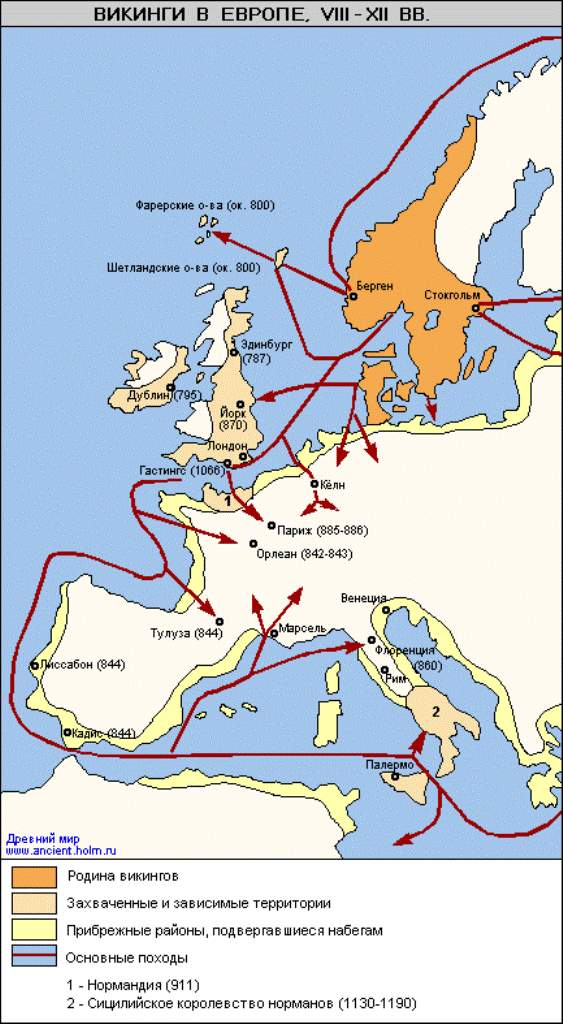 ВИКИНГИ В ЕВРОПЕ, VIII - XII ВВ.
Фарерские о-ва (ок. 800)
Шетландские о-ва (ок. 800)
Берген
Стокгольм
Эдинбург
(787)
Дублин (795)
Йорк
(870)
Лондон
Гастингс (1066)
Кёлн
1
Париж (885-886)
Орлеан (842-843)
Венеция
Тулуза (844)
Марсель
Флоренция
(860)
Лиссабон (844)
Рим
2
Кадис (844)
Палермо
Древний мир
www.ancient.holm.ru
Родина викингов
Захваченные и зависимые территории
Прибрежные районы, подвергавшиеся набегам
Основные походы
1 - Нормандия (911)
2 - Сицилийское королевство норманов (1130-1190)